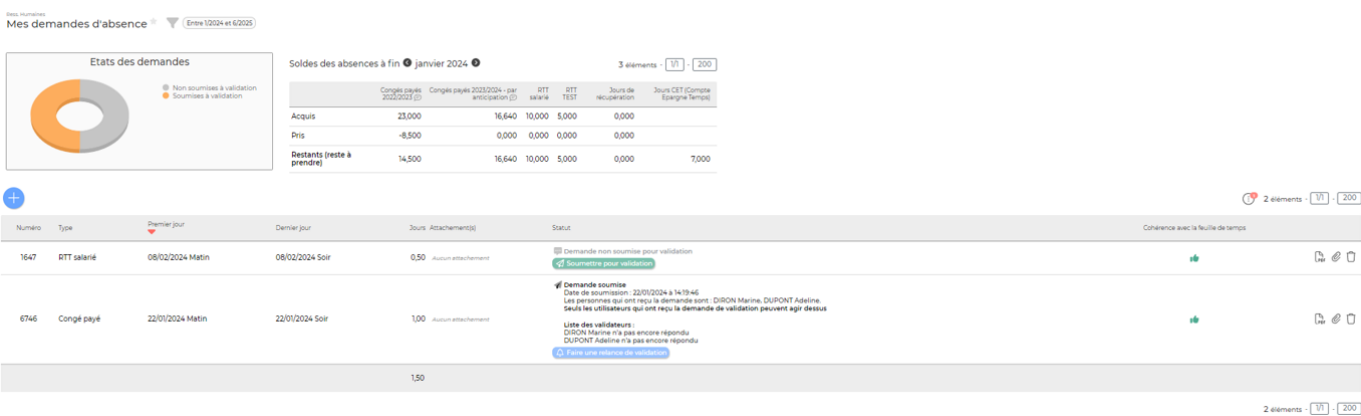 Ress. Humaines
Mes demandes d'absence
Entre 1/2024 et 6/2025
Etats des demandes
Non soumises à validation
Soumises à validation
Soldes des absences à fin janvier 2024
3 éléments - 1/1 - 200
Congés payés 2022/2023 Congés payés 2023/2024 - par anticipation RTT salarié RTT TEST Jours de récupération Jours CET (Compte Epargne Temps)
Acquis 23,000 16,640 10,000 5,000 0,000
Pris -8,500 0,000 0,000 0,000 0,000
Restants (reste à prendre) 14,500 16,640 10,000 5,000 0,000 7,000
2 éléments - 1/1 - 200
Numéro Type Premier jour Dernier jour Jours Attachement(s) Statut Cohérence avec la feuille de temps
1647 RTT salarié 08/02/2024 Matin 08/02/2024 Soir 0,50 Aucun attachement
Demande non soumise pour validation
Soumettre pour validation
6746 Congé payé 22/01/2024 Matin 22/01/2024 Soir 1,00 Aucun attachement
Demande soumise
Date de soumission : 22/01/2024 à 14:19:46
Les personnes qui ont reçu la demande sont : DIRON Marine, DUPONT Adeline.
Seuls les utilisateurs qui ont reçu la demande de validation peuvent agir dessus
Liste des validateurs :
DIRON Marine n'a pas encore répondu
DUPONT Adeline n'a pas encore répondu
Faire une relance de validation
1,50
2 éléments - 1/1 - 200